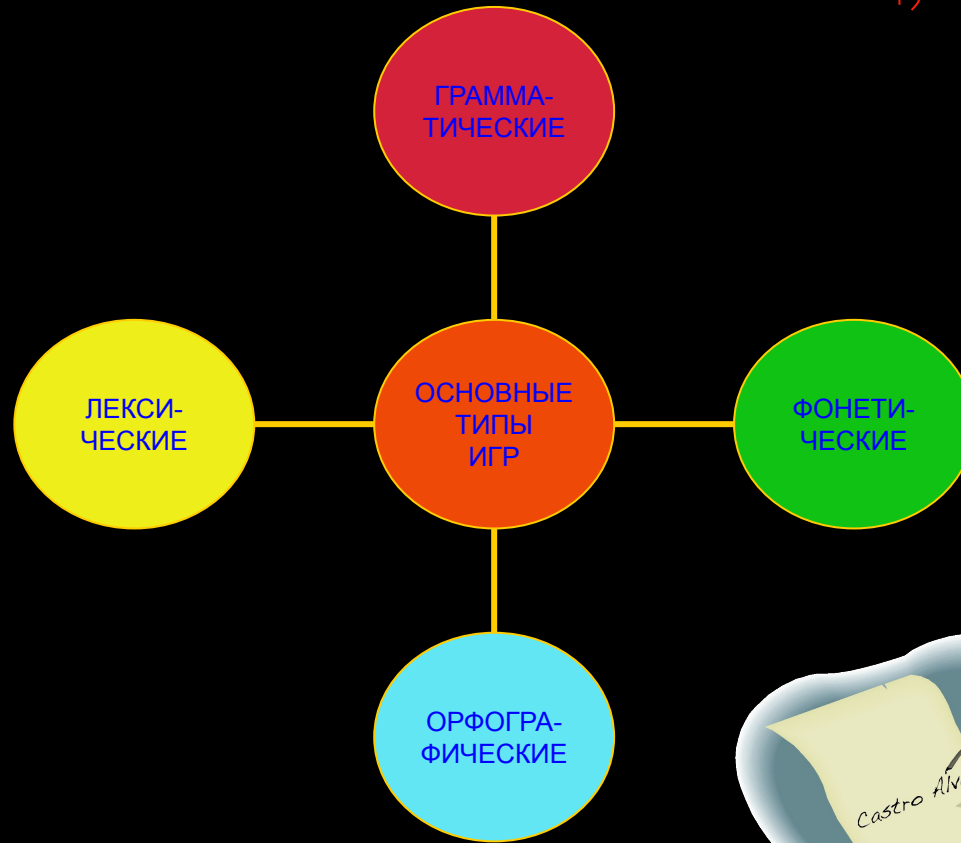 ГРАММА-
ТИЧЕСКИЕ
ЛЕКСИ-
ЧЕСКИЕ
ОСНОВНЫЕ
ТИПЫ
ИГР
ФОНЕТИ-
ЧЕСКИЕ
ОРФОГРА-
ФИЧЕСКИЕ
Castro